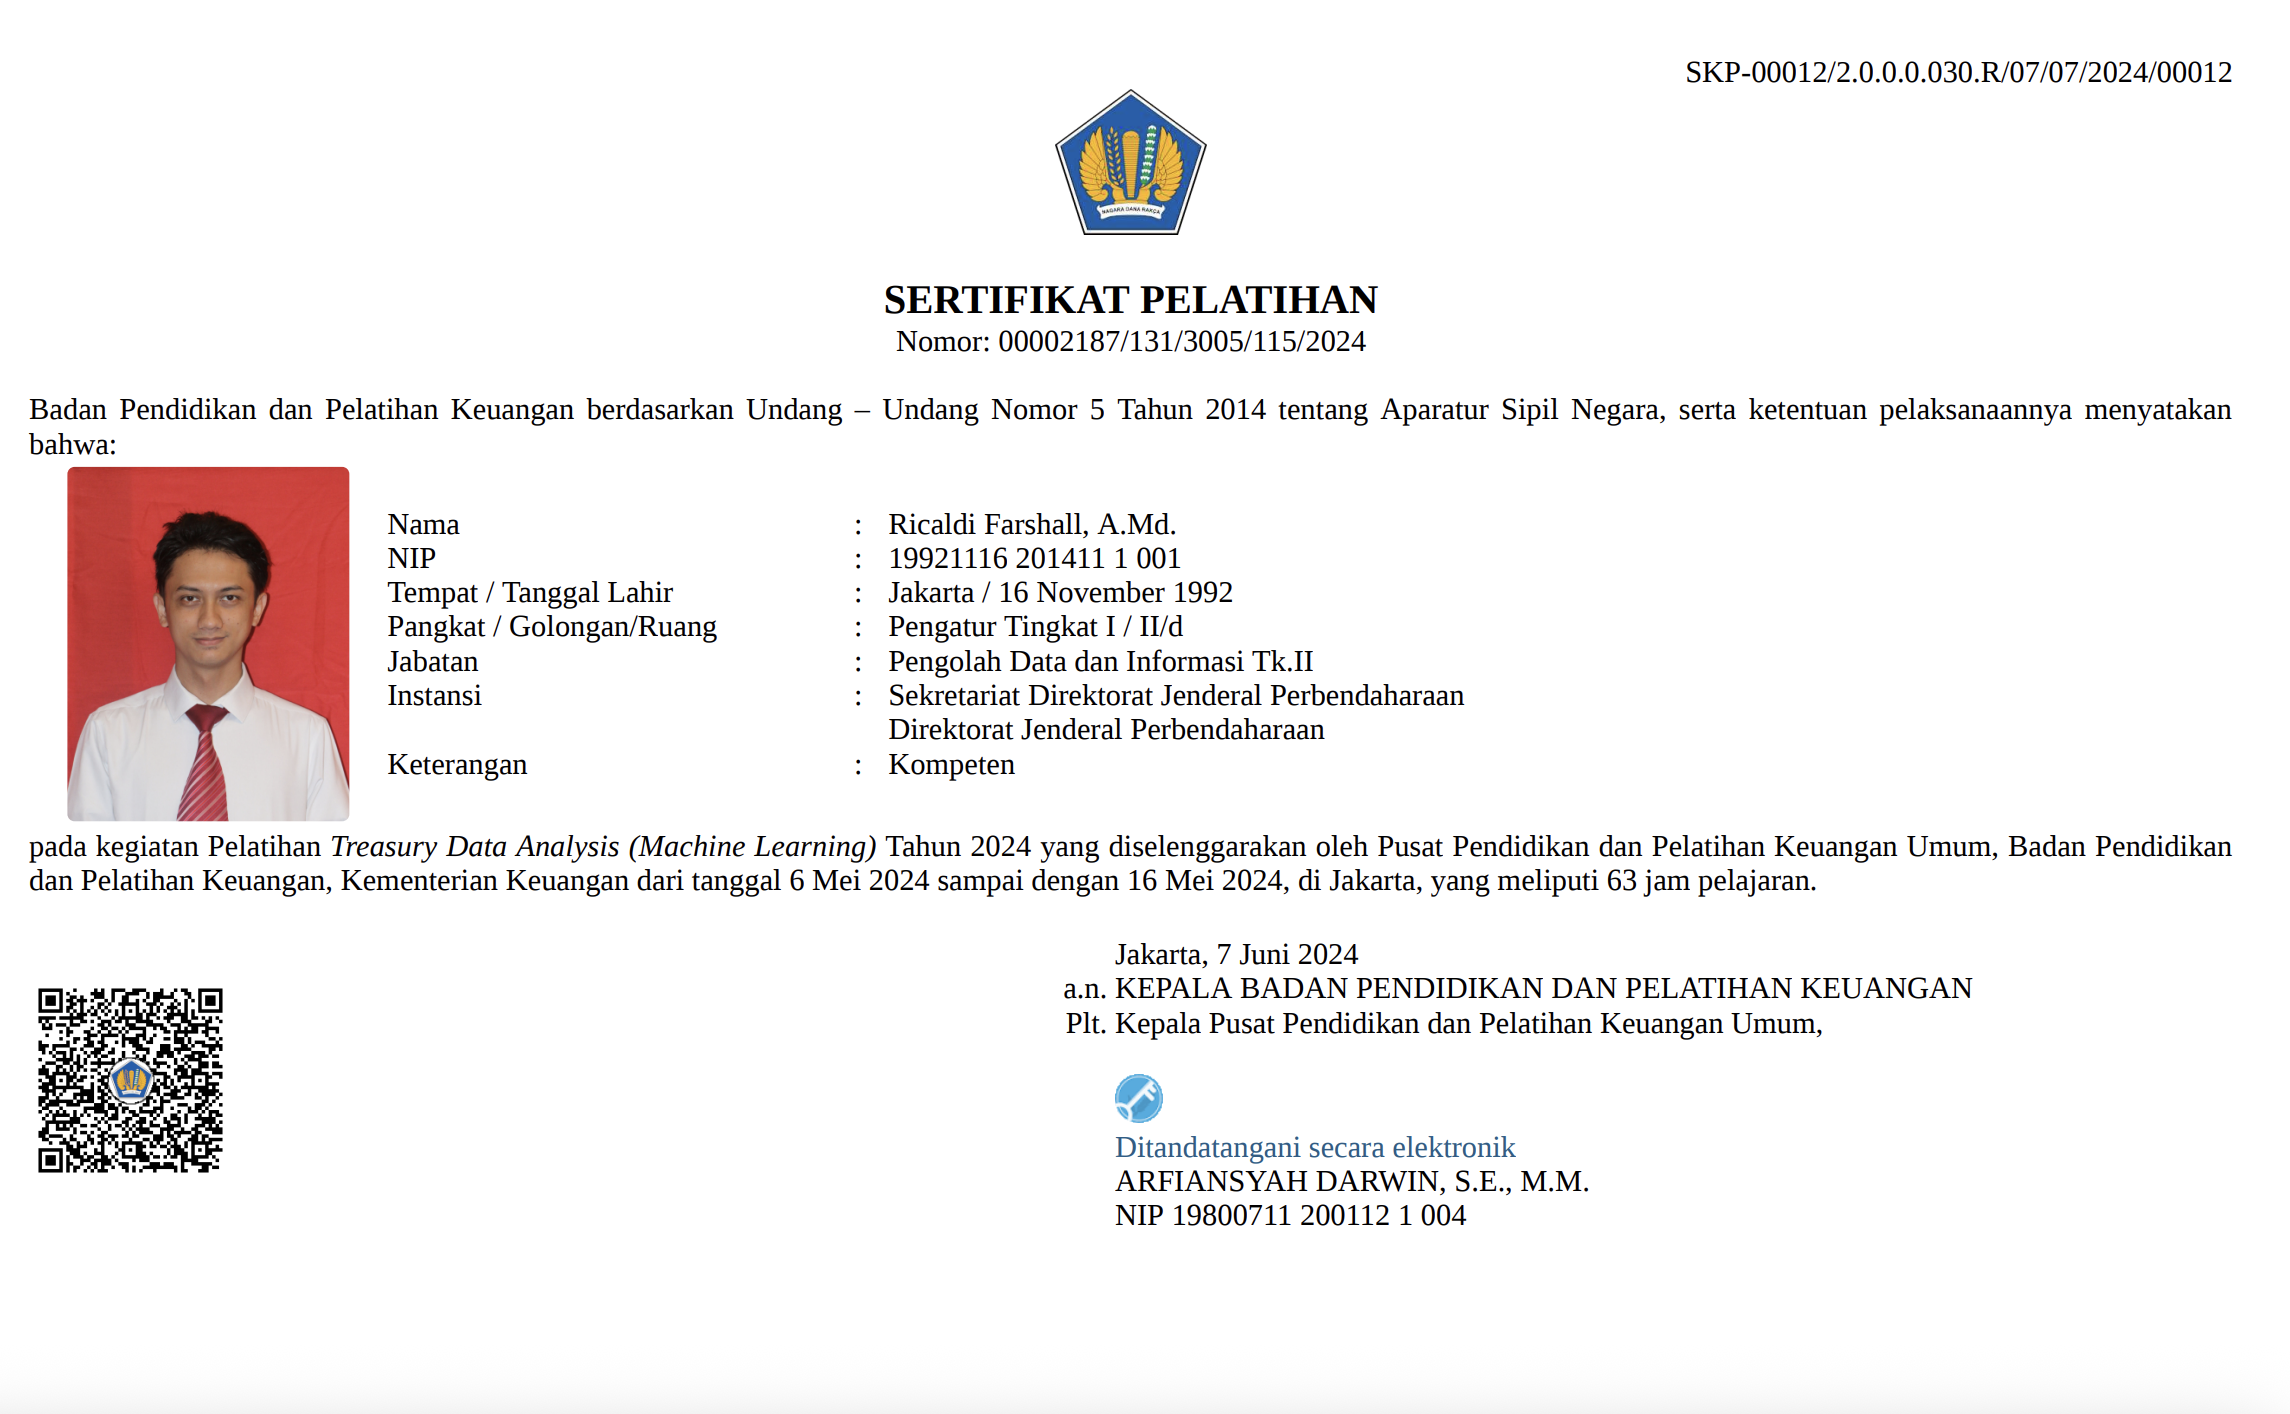 SKP-00012/2.0.0.0.030.R/07/07/2024/00012
NAGARA DANA RAKÇA
SERTIFIKAT PELATIHAN
Nomor: 00002187/131/3005/115/2024
Badan Pendidikan dan Pelatihan Keuangan berdasarkan Undang – Undang Nomor 5 Tahun 2014 tentang Aparatur Sipil Negara, serta ketentuan pelaksanaannya menyatakan
bahwa:
Nama : Ricaldi Farshall, A.Md.
NIP : 19921116 201411 1 001
Tempat / Tanggal Lahir : Jakarta / 16 November 1992
Pangkat / Golongan/Ruang : Pengatur Tingkat I / II/d
Jabatan : Pengolah Data dan Informasi Tk.II
Instansi : Sekretariat Direktorat Jenderal Perbendaharaan
Direktorat Jenderal Perbendaharaan
Keterangan : Kompeten
pada kegiatan Pelatihan Treasury Data Analysis (Machine Learning) Tahun 2024 yang diselenggarakan oleh Pusat Pendidikan dan Pelatihan Keuangan Umum, Badan Pendidikan
dan Pelatihan Keuangan, Kementerian Keuangan dari tanggal 6 Mei 2024 sampai dengan 16 Mei 2024, di Jakarta, yang meliputi 63 jam pelajaran.
Jakarta, 7 Juni 2024
a.n. KEPALA BADAN PENDIDIKAN DAN PELATIHAN KEUANGAN
Plt. Kepala Pusat Pendidikan dan Pelatihan Keuangan Umum,
Ditandatangani secara elektronik
ARFIANSYAH DARWIN, S.E., M.M.
NIP 19800711 200112 1 004